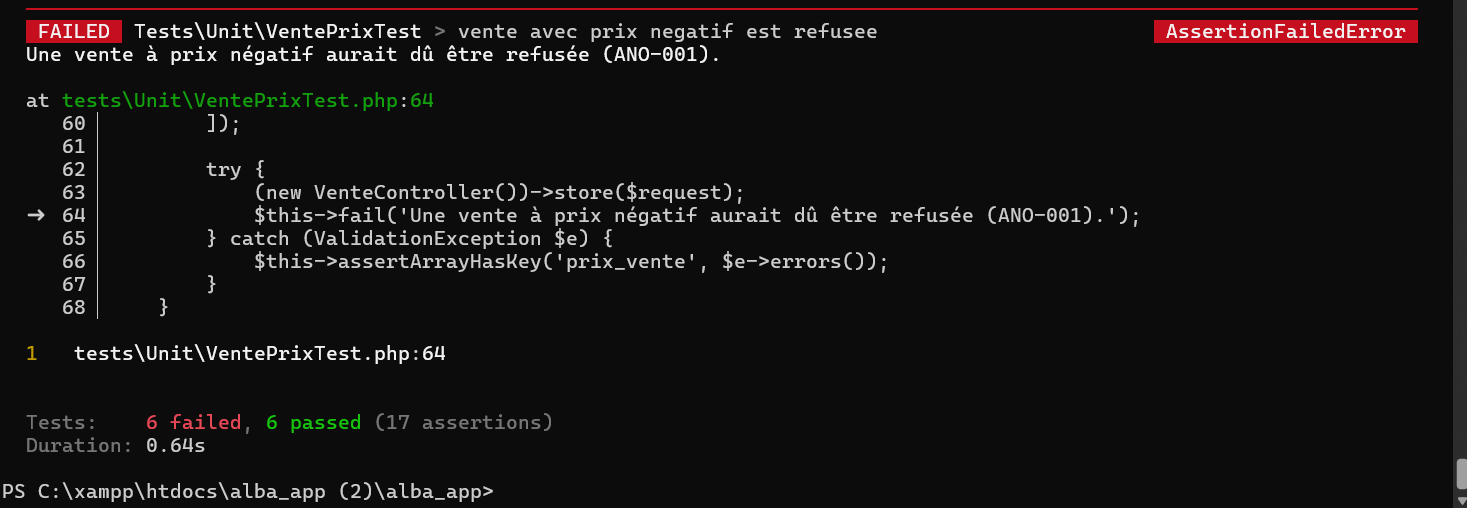 FAILED Tests\Unit\VentePrixTest > vente avec prix negatif est refusee AssertionFailedError
Une vente à prix négatif aurait dû être refusée (ANO-001).
at tests\Unit\VentePrixTest.php:64
60 ]);
61
62 try {
63 (new VenteController())->store($request);
➜ 64 $this->fail('Une vente à prix négatif aurait dû être refusée (ANO-001).');
65 } catch (ValidationException $e) {
66 $this->assertArrayHasKey('prix_vente', $e->errors());
67 }
68 }
1 tests\Unit\VentePrixTest.php:64
Tests: 6 failed, 6 passed (17 assertions)
Duration: 0.64s
PS C:\xampp\htdocs\alba_app (2)\alba_app>